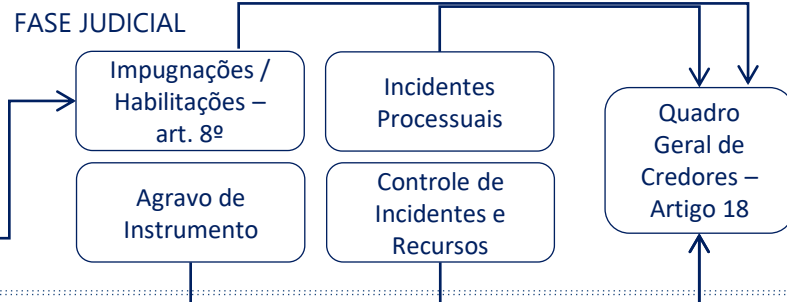 FASE JUDICIAL
Impugnações /
Habilitações –
art. 8º
Incidentes
Processuais
Quadro
Geral de
Credores –
Artigo 18
Agravo de
Instrumento
Controle de
Incidentes e
Recursos